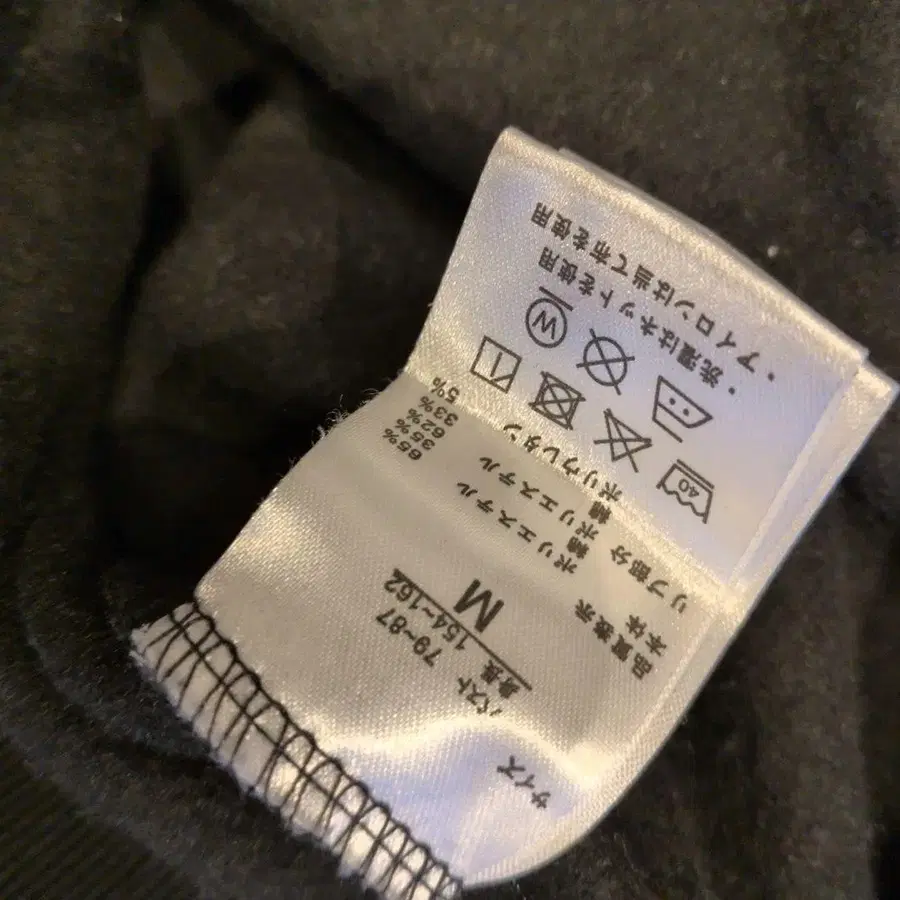 サイズ
バスト 79~87
身長 154~162
M
品質表示
本体 ポリエステル 65%
綿 35%
リブ部分 ポリエステル 62%
綿 33%
ポリウレタン 5%
40
W
・洗濯はネットを使用
・アイロンは当て布を使用